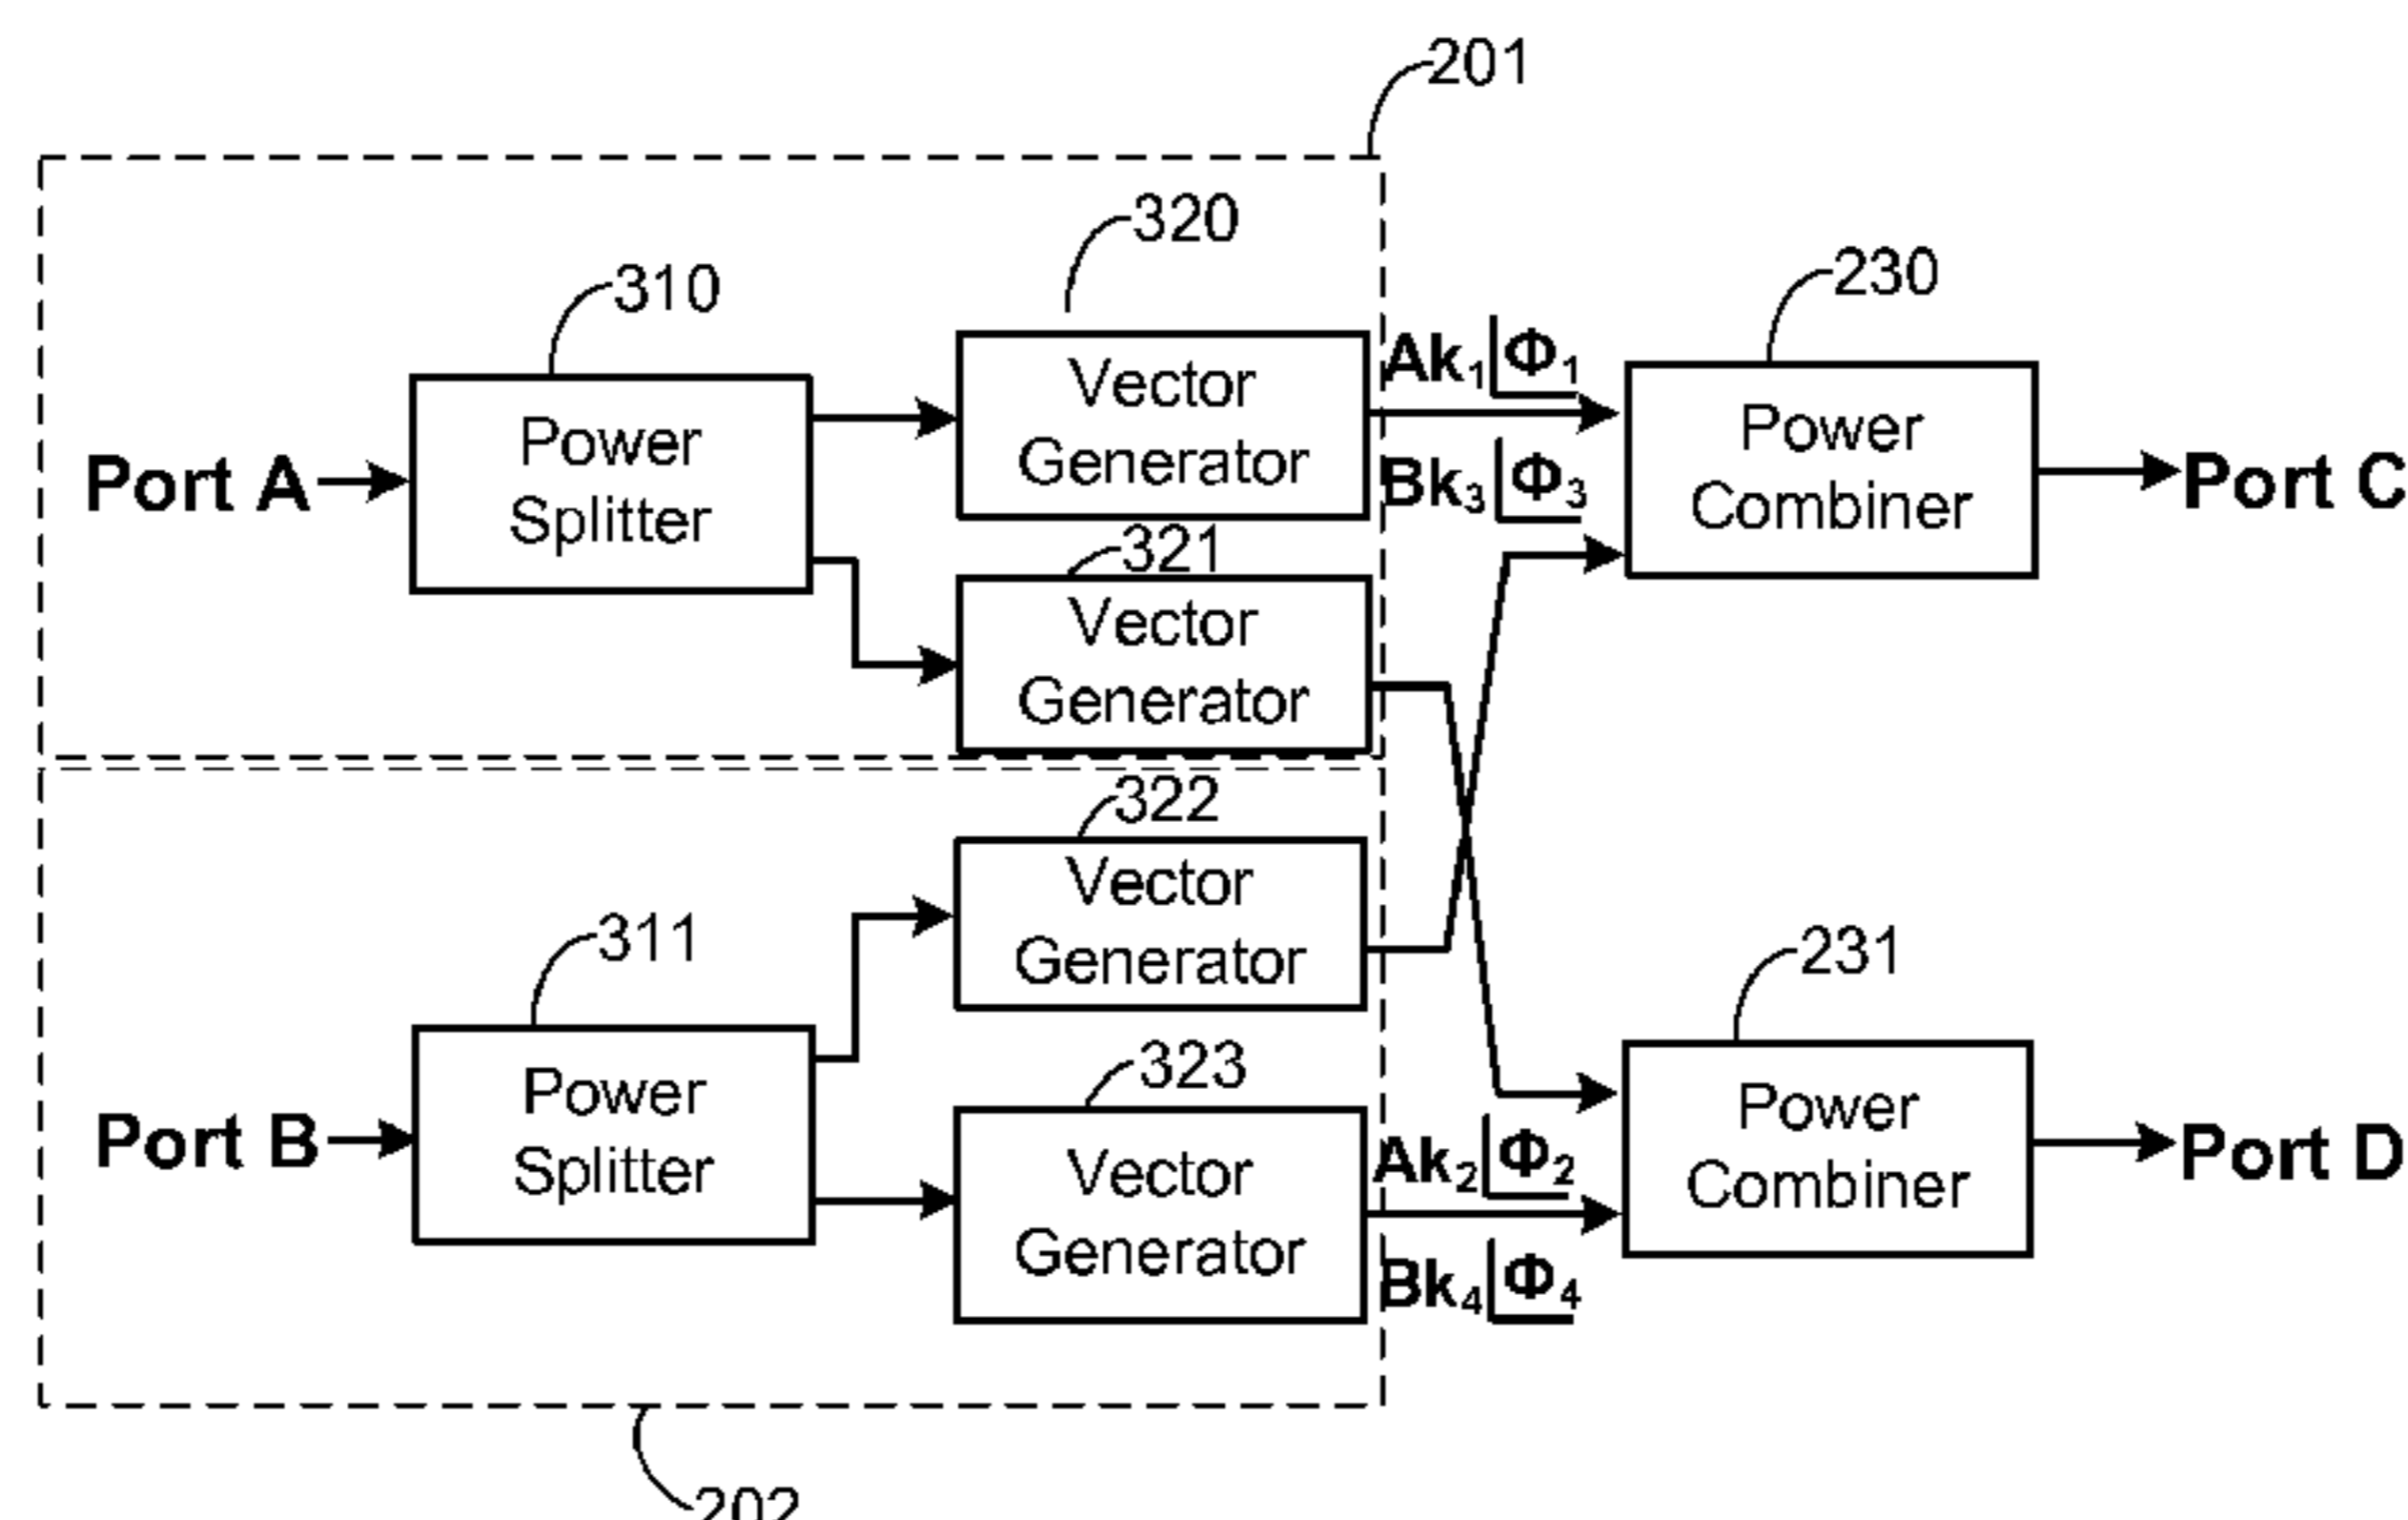 201
320
310
230
Vector
Generator
Ak₁ Φ₁
Power
Combiner
Power
Splitter
Port A
Bk₃ Φ₃
Port C
321
Vector
Generator
322
Vector
Generator
311
231
323
Power
Splitter
Power
Combiner
Port B
Vector
Generator
Ak₂ Φ₂
Port D
Bk₄ Φ₄
202